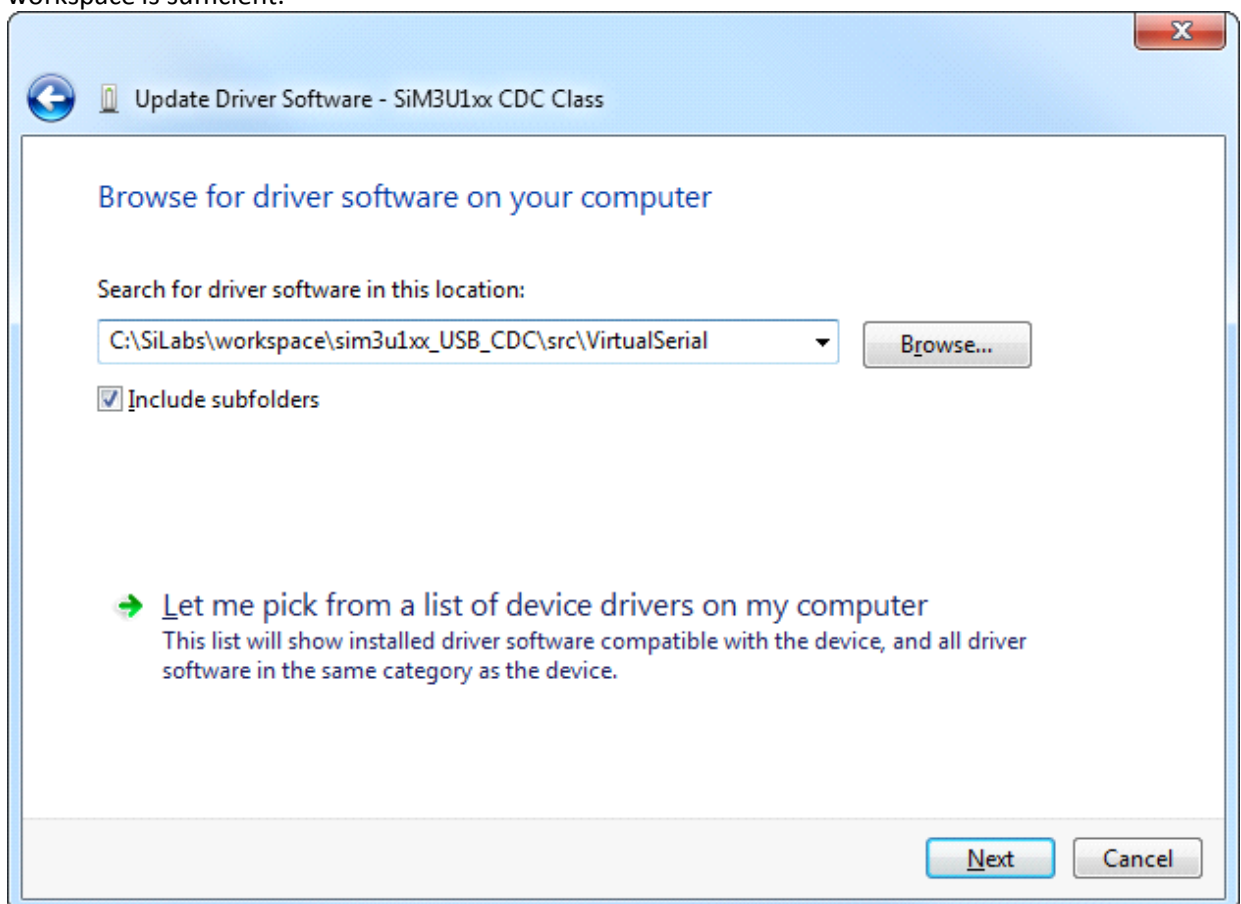 workspace is sufficient.
Update Driver Software - SiM3U1xx CDC Class
Browse for driver software on your computer
Search for driver software in this location:
C:\SiLabs\workspace\sim3u1xx_USB_CDC\src\VirtualSerial
Browse...
Include subfolders
Let me pick from a list of device drivers on my computer
This list will show installed driver software compatible with the device, and all driver
software in the same category as the device.
Next Cancel